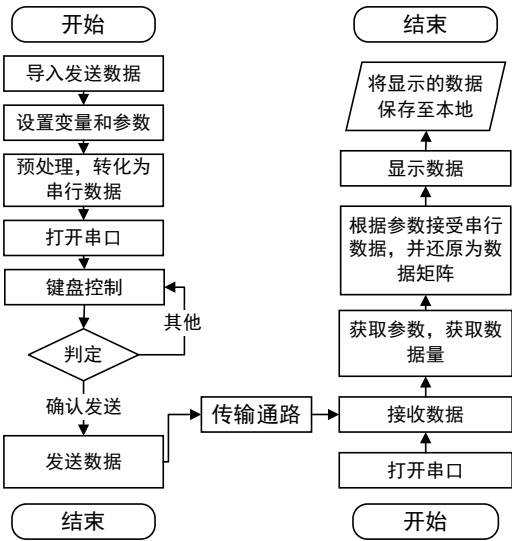 开始
导入发送数据
设置变量和参数
预处理，转化为
串行数据
打开串口
键盘控制
其他
判定
确认发送
发送数据
结束
传输通路
结束
将显示的数据
保存至本地
显示数据
根据参数接受串行
数据，并还原为
数据矩阵
获取参数，获取数
据量
接收数据
打开串口
开始